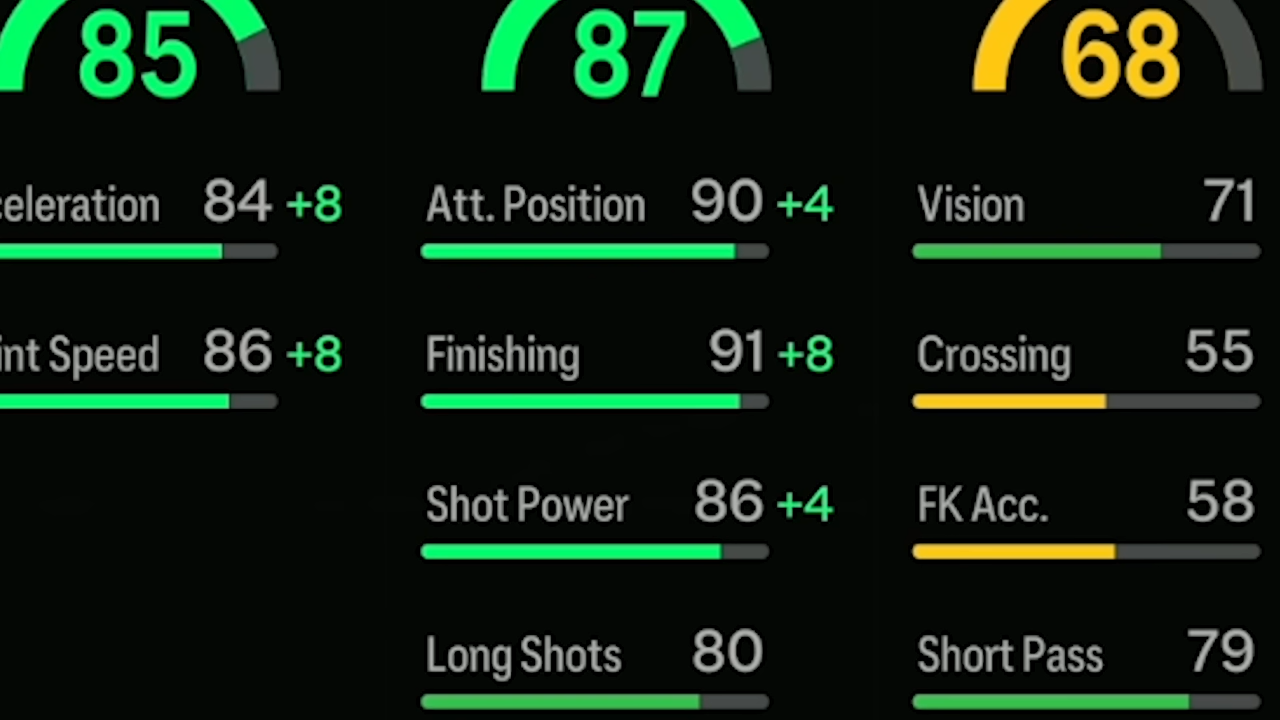 85 87 68
celeration 84 +8 Att. Position 90 +4 Vision 71
int Speed 86 +8 Finishing 91 +8 Crossing 55
Shot Power 86 +4 FK Acc. 58
Long Shots 80 Short Pass 79